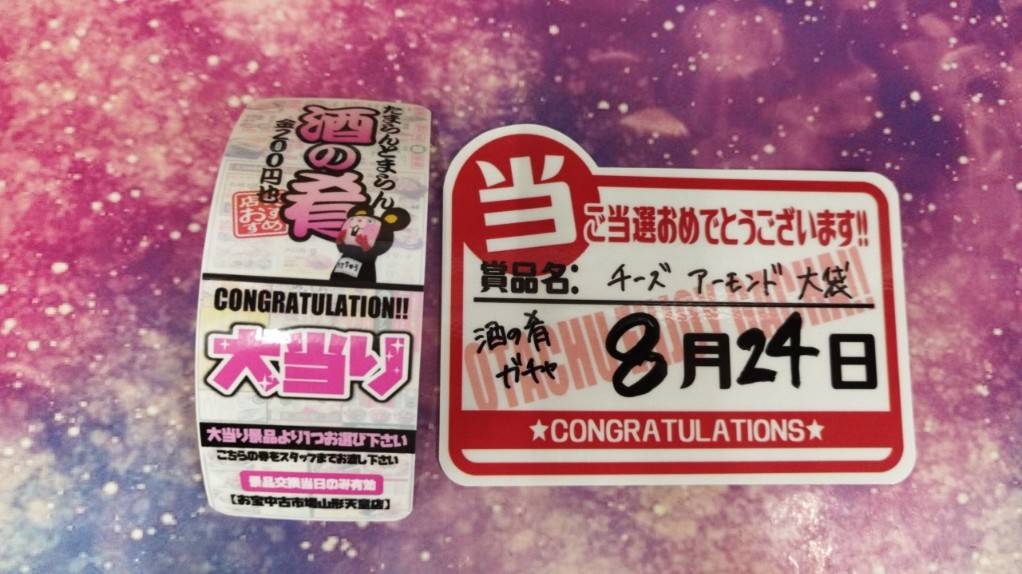 たまらんどまらん
酒の肴
金200円也
店長
おすすめ
CONGRATULATION!!
大当り
大当り景品より1つお選び下さい
こちらの券をスタッフまでお渡し下さい
景品交換当日のみ有効
【お宝中古市場山形天童店】
当
ご当選おめでとうございます!!
賞品名: チーズ アーモンド 大袋
酒の肴
ガチャ
8月24日
★CONGRATULATIONS★